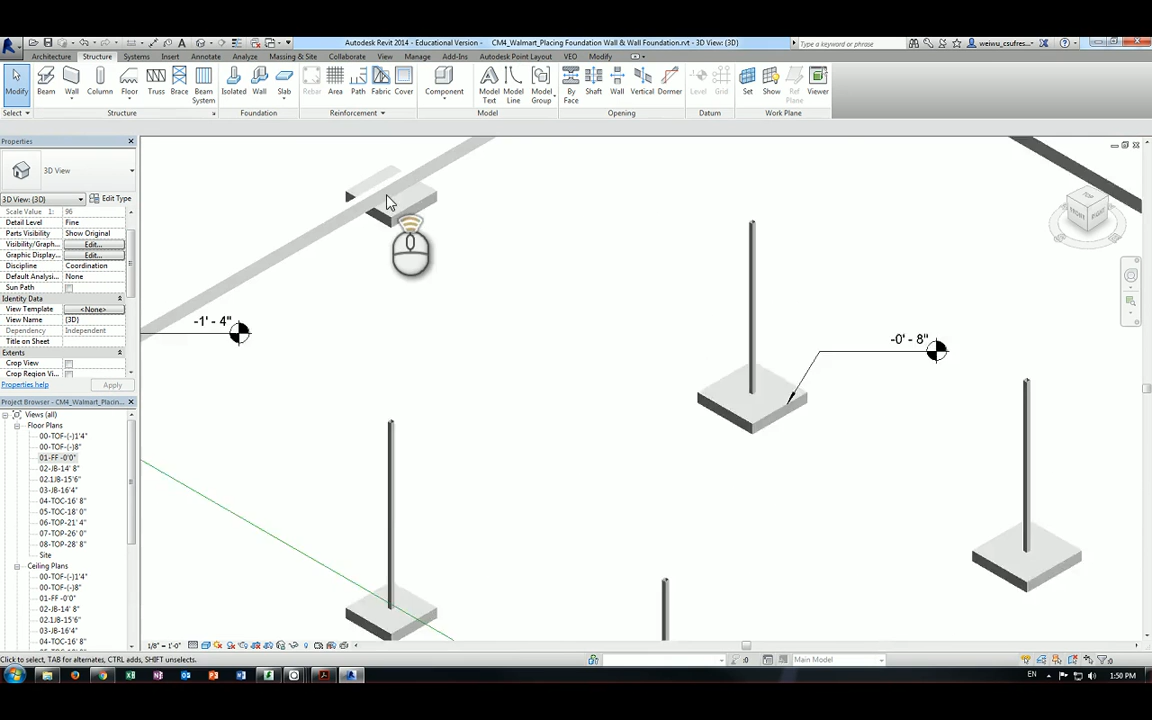 Autodesk Revit 2014 - Educational Version - CM4_Walmart_Placing Foundation Wall & Wall Foundation.rvt - 3D View: {3D}
Type a keyword or phrase
weiwu_csufres...
Architecture Structure Systems Insert Annotate Analyze Massing & Site Collaborate View Manage Add-Ins Autodesk Point Layout VEO Modify
Modify Beam Wall Column Floor Truss Brace Beam System Isolated Wall Slab Rebar Area Path Fabric Cover Component Model Text Model Line Model Group By Face Shaft Wall Vertical Dormer Level Grid Set Show Ref Plane Viewer
Select Structure Foundation Reinforcement Model Opening Datum Work Plane
Properties
3D View
3D View: {3D} Edit Type
Scale Value 1: 96
Detail Level Fine
Parts Visibility Show Original
Visibility/Graph... Edit...
Graphic Display... Edit...
Discipline Coordination
Default Analysi... None
Sun Path
Identity Data
View Template <None>
View Name {3D}
Dependency Independent
Title on Sheet
Extents
Crop View
Crop Region Vi...
Properties help Apply
Project Browser - CM4_Walmart_Placin...
Views (all)
Floor Plans
00-TOF-(-)1'4"
00-TOF-(-)8"
01-FF -0'0"
02-JB-14' 8"
02.1JB-15'6"
03-JB-16'4"
04-TOC-16' 8"
05-TOC-18' 0"
06-TOP-21' 4"
07-TOP-26' 0"
08-TOP-28' 8"
Site
Ceiling Plans
00-TOF-(-)1'4"
00-TOF-(-)8"
01-FF -0'0"
02-JB-14' 8"
02.1JB-15'6"
03-JB-16'4"
04-TOC-16' 8"
-1' - 4"
-0' - 8"
TOP
FRONT
RIGHT
1/8" = 1'-0"
Click to select, TAB for alternates, CTRL adds, SHIFT unselects.
:0
Main Model
:0
EN
1:50 PM